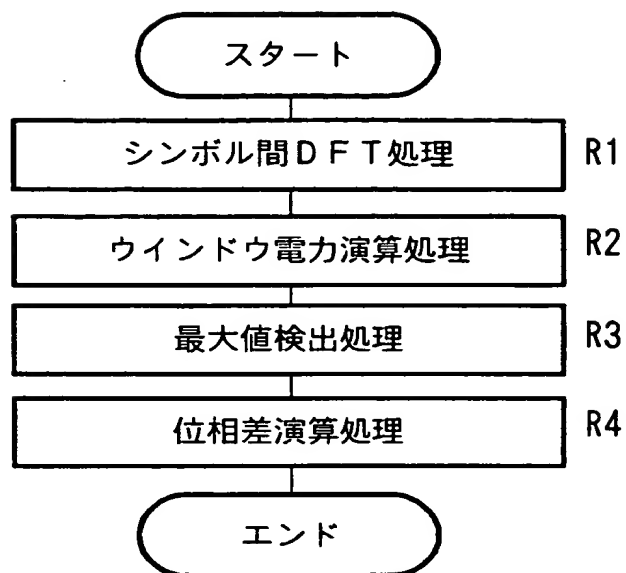 スタート
シンボル間DFT処理 R1
ウインドウ電力演算処理 R2
最大値検出処理 R3
位相差演算処理 R4
エンド